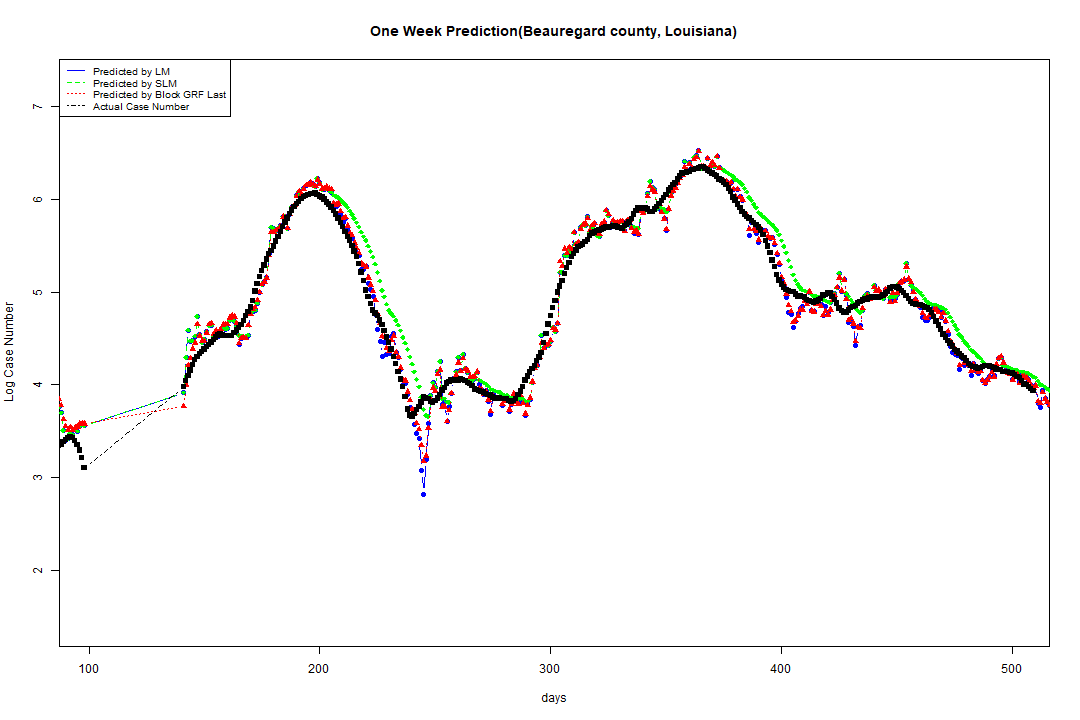 One Week Prediction(Beauregard county, Louisiana)
Predicted by LM
Predicted by SLM
Predicted by Block GRF Last
Actual Case Number
7
6
5
4
3
2
Log Case Number
100 200 300 400 500
days